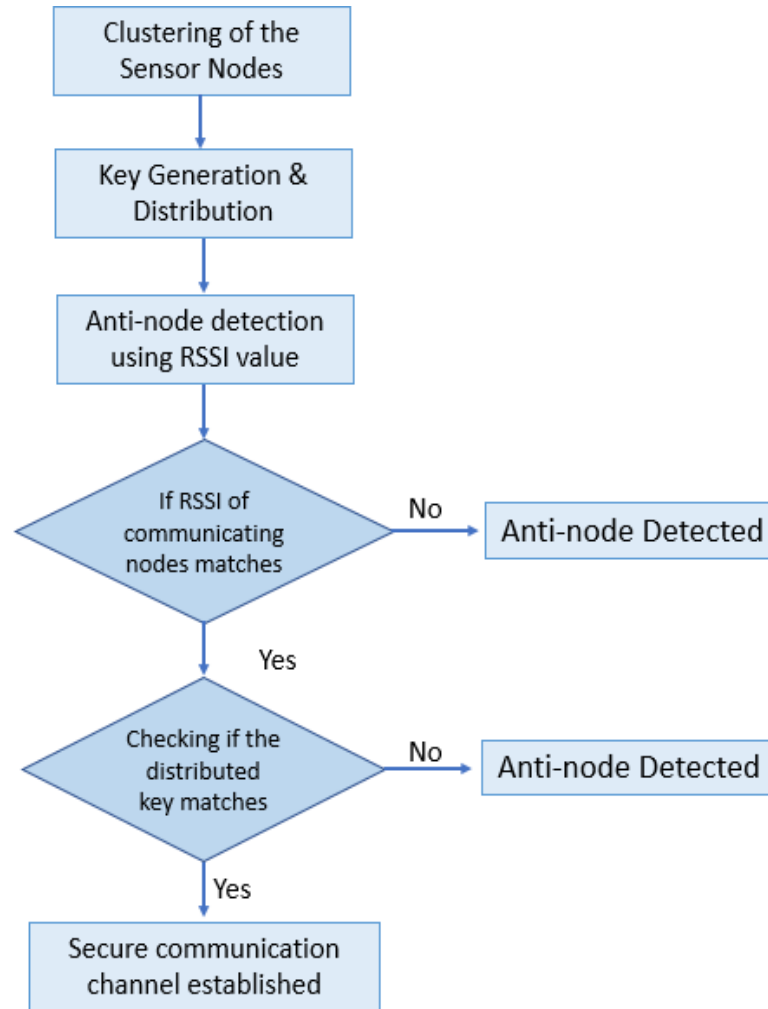 Clustering of the
Sensor Nodes
Key Generation &
Distribution
Anti-node detection
using RSSI value
If RSSI of
communicating
nodes matches
No
Anti-node Detected
Yes
Checking if the
distributed
key matches
No
Anti-node Detected
Yes
Secure communication
channel established